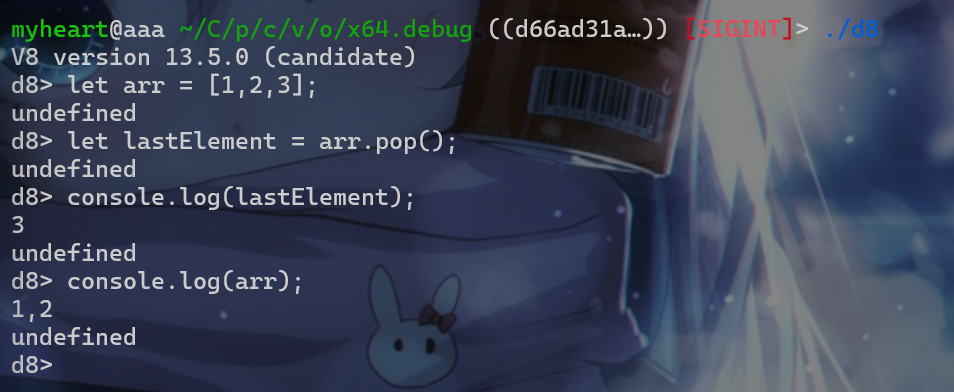 myheart@aaa ~/C/p/c/v/o/x64.debug ((d66ad31a…)) [SIGINT]> ./d8
V8 version 13.5.0 (candidate)
d8> let arr = [1,2,3];
undefined
d8> let lastElement = arr.pop();
undefined
d8> console.log(lastElement);
3
undefined
d8> console.log(arr);
1,2
undefined
d8>